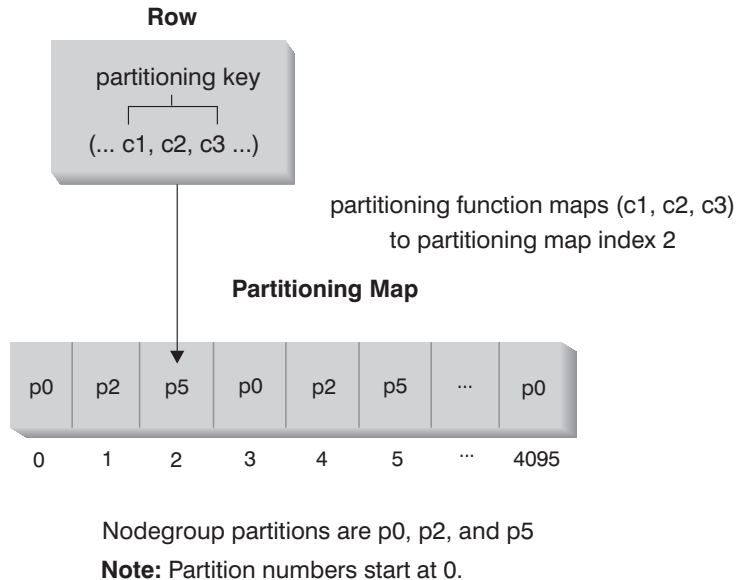 Row
partitioning key
(... c1, c2, c3 ...)
partitioning function maps (c1, c2, c3)
to partitioning map index 2
Partitioning Map
p0 p2 p5 p0 p2 p5 ... p0
0 1 2 3 4 5 ... 4095
Nodegroup partitions are p0, p2, and p5
Note: Partition numbers start at 0.